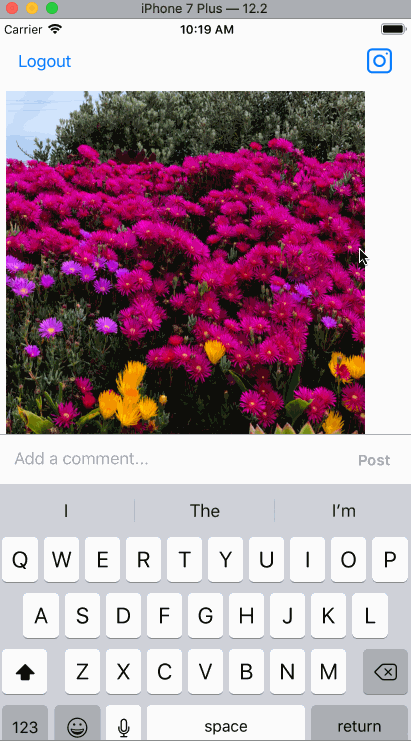 iPhone 7 Plus — 12.2
Carrier 10:19 AM
Logout
Add a comment... Post
I The I'm
Q W E R T Y U I O P
A S D F G H J K L
Z X C V B N M
123 space return